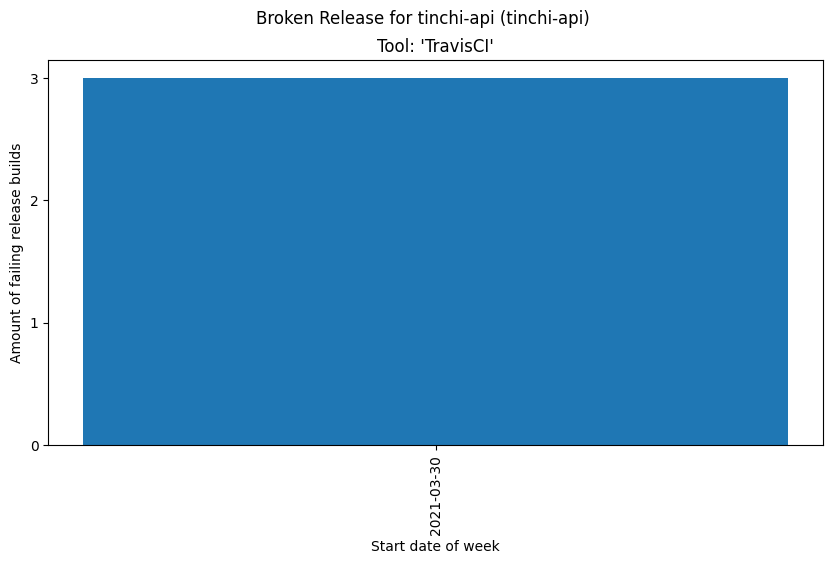 Broken Release for tinchi-api (tinchi-api)
Tool: 'TravisCI'
Amount of failing release builds
3
2
1
0
2021-03-30
Start date of week